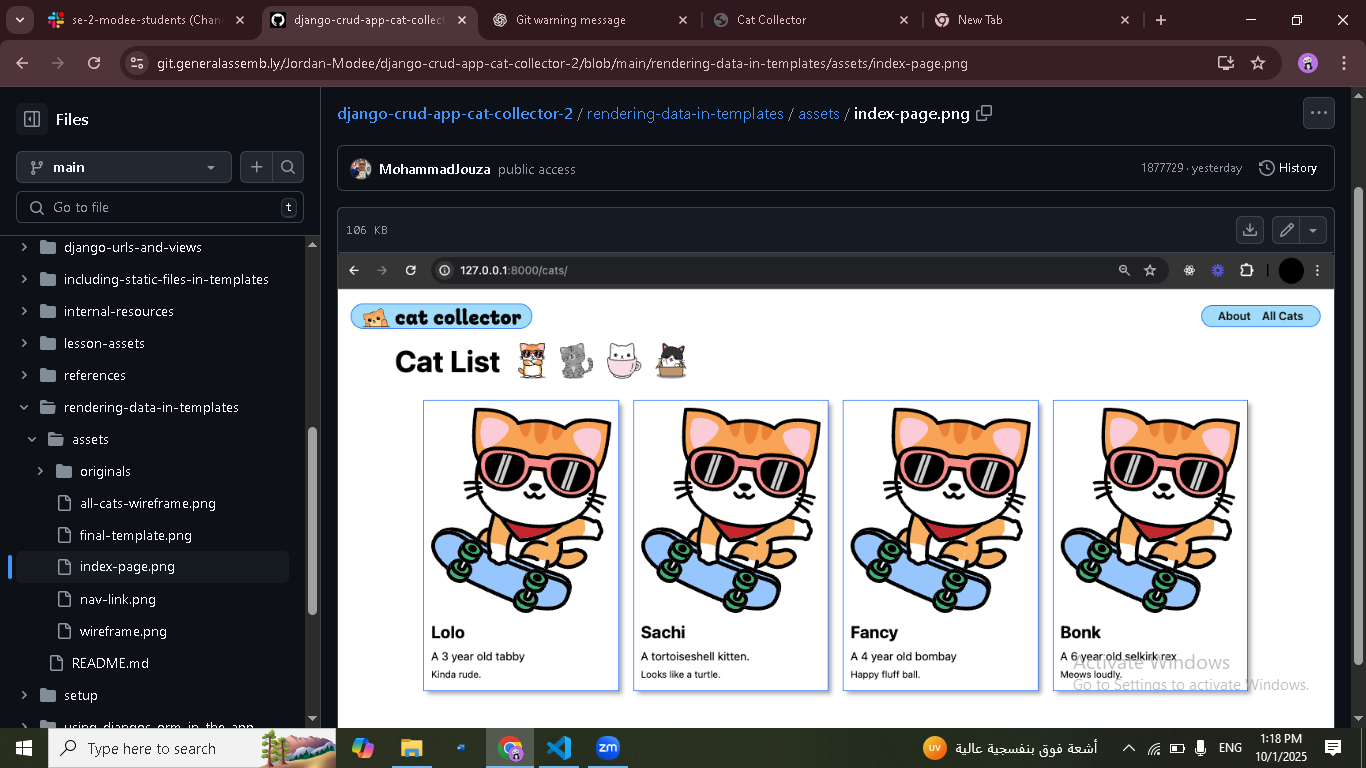 se-2-modee-students (Chan
django-crud-app-cat-collect
Git warning message
Cat Collector
New Tab
git.generalassemb.ly/Jordan-Modee/django-crud-app-cat-collector-2/blob/main/rendering-data-in-templates/assets/index-page.png
Files
django-crud-app-cat-collector-2 / rendering-data-in-templates / assets / index-page.png
main
MohammadJouza public access
1877729 · yesterday
History
Go to file
t
106 KB
django-urls-and-views
including-static-files-in-templates
internal-resources
lesson-assets
references
rendering-data-in-templates
assets
originals
all-cats-wireframe.png
final-template.png
index-page.png
nav-link.png
wireframe.png
README.md
setup
using-djangos-orm-in-the-app
127.0.0.1:8000/cats/
cat collector
About All Cats
Cat List
Lolo
A 3 year old tabby
Kinda rude.
Sachi
A tortoiseshell kitten.
Looks like a turtle.
Fancy
A 4 year old bombay
Happy fluff ball.
Bonk
A 6 year old selkirk rex
Meows loudly.
Activate Windows
Go to Settings to activate Windows.
Type here to search
zm
UV
أشعة فوق بنفسجية عالية
ENG
1:18 PM
10/1/2025